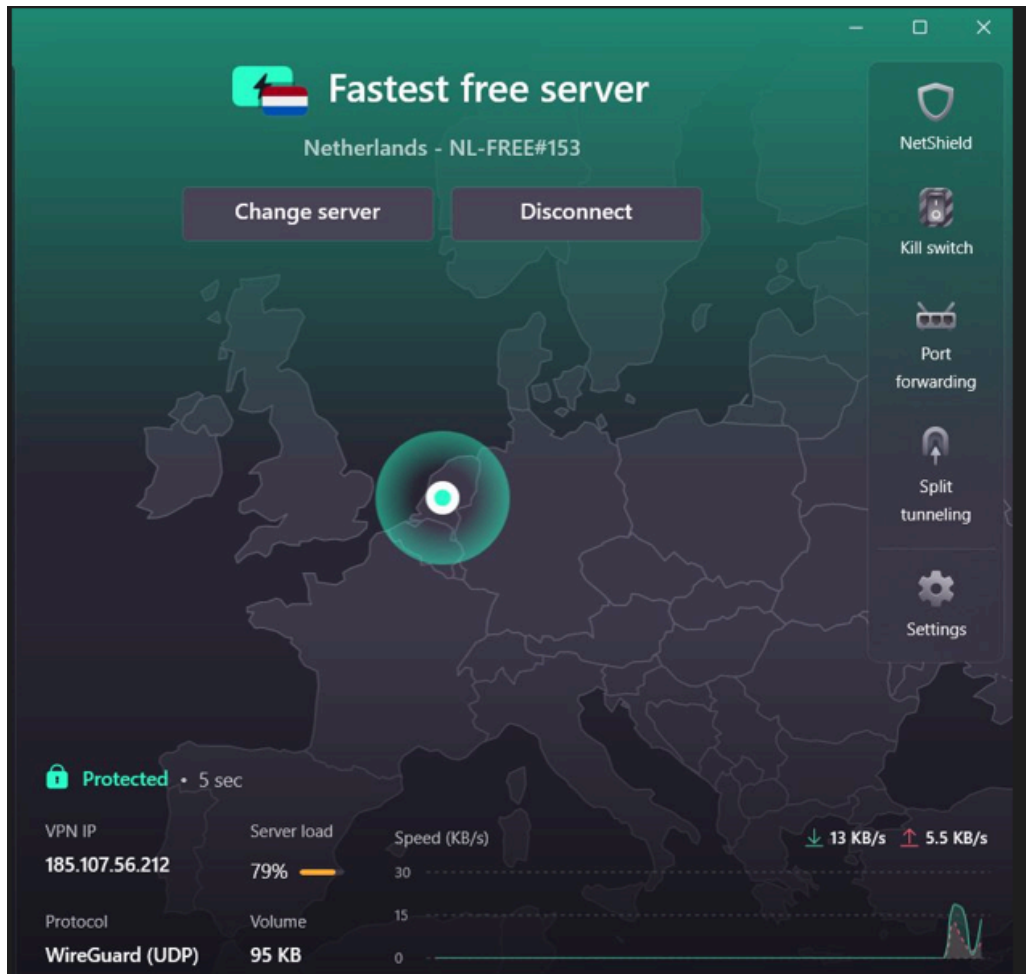 Fastest free server
Netherlands - NL-FREE#153
Change server
Disconnect
NetShield
Kill switch
Port
forwarding
Split
tunneling
Settings
Protected • 5 sec
VPN IP
185.107.56.212
Server load
79%
Protocol
WireGuard (UDP)
Volume
95 KB
Speed (KB/s)
13 KB/s
5.5 KB/s
30
15
0